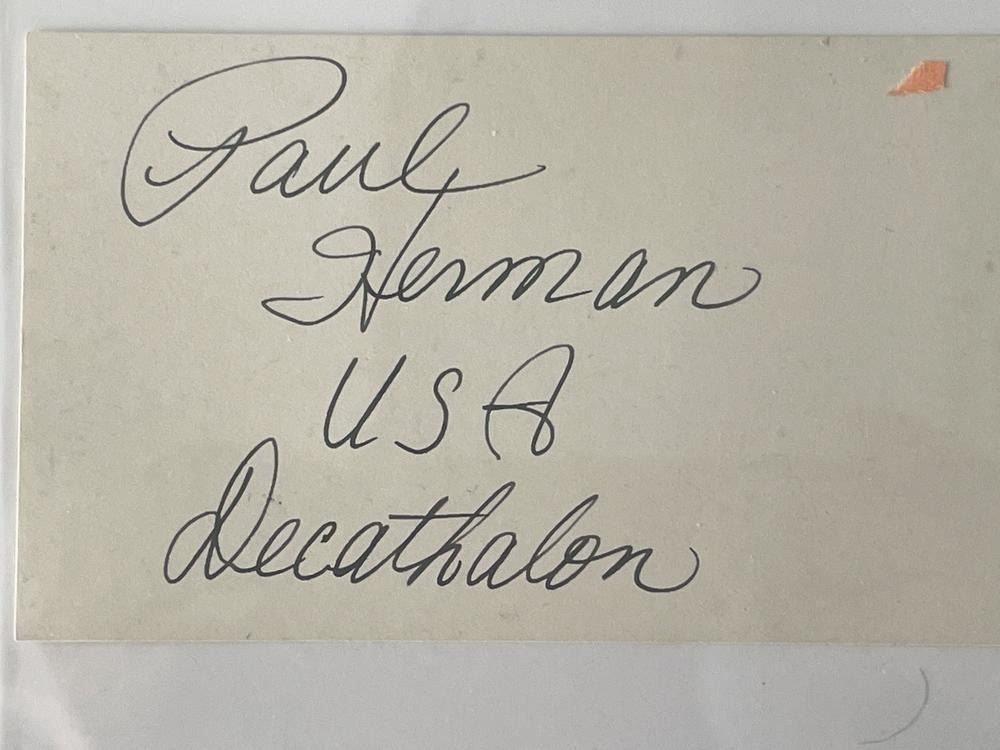 Paul
Herman
USA
Decathalon